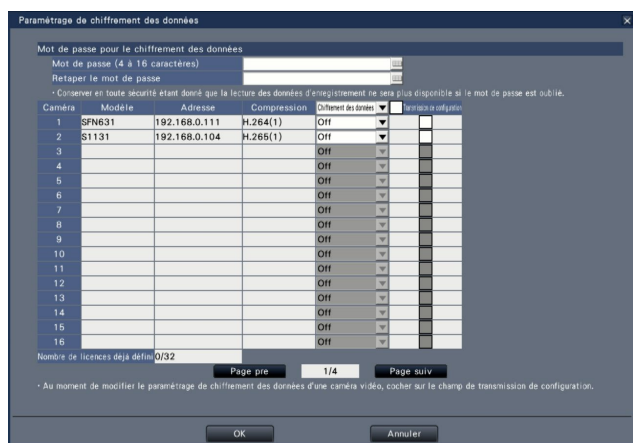 Paramétrage de chiffrement des données
Mot de passe pour le chiffrement des données
Mot de passe (4 à 16 caractères)
Retaper le mot de passe
• Conserver en toute sécurité étant donné que la lecture des données d'enregistrement ne sera plus disponible si le mot de passe est oublié.
Caméra Modèle Adresse Compression Chiffrement des données Transmission de configuration
1 SFN631 192.168.0.111 H.264(1) Off
2 S1131 192.168.0.104 H.265(1) Off
3 Off
4 Off
5 Off
6 Off
7 Off
8 Off
9 Off
10 Off
11 Off
12 Off
13 Off
14 Off
15 Off
16 Off
Nombre de licences déjà défini 0/32
Page pre 1/4 Page suiv
• Au moment de modifier le paramétrage de chiffrement des données d'une caméra vidéo, cocher sur le champ de transmission de configuration.
OK Annuler